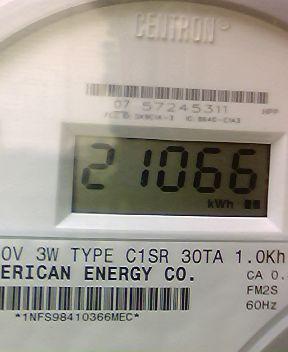 CENTRON®
07 57245311 HPP
21066
kWh
0V 3W TYPE C1SR 30TA 1.0Kh
ERICAN ENERGY CO. CA 0.
FM2S
*1NFS98410366MEC* 60Hz